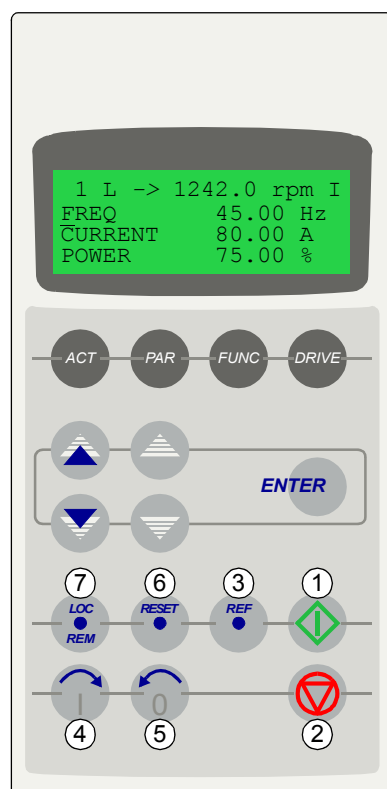 1 L -> 1242.0 rpm I
FREQ 45.00 Hz
CURRENT 80.00 A
POWER 75.00 %
ACT PAR FUNC DRIVE
ENTER
7 6 3 1
LOC RESET REF
REM
I 0
4 5 2